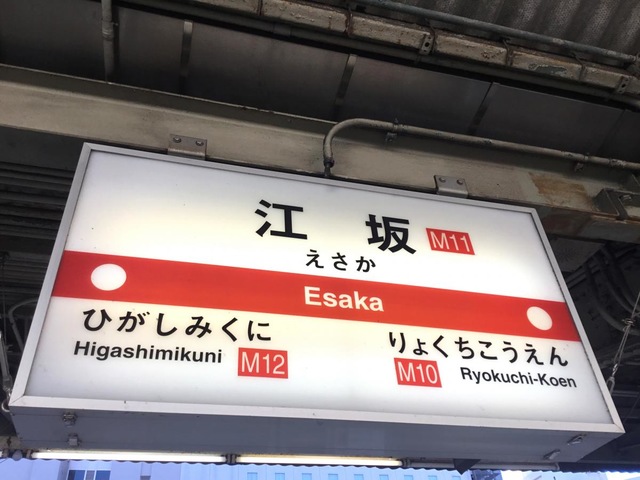 江坂 M11
えさか
Esaka
ひがしみくに
Higashimikuni M12
りょくちこうえん
M10 Ryokuchi-Koen